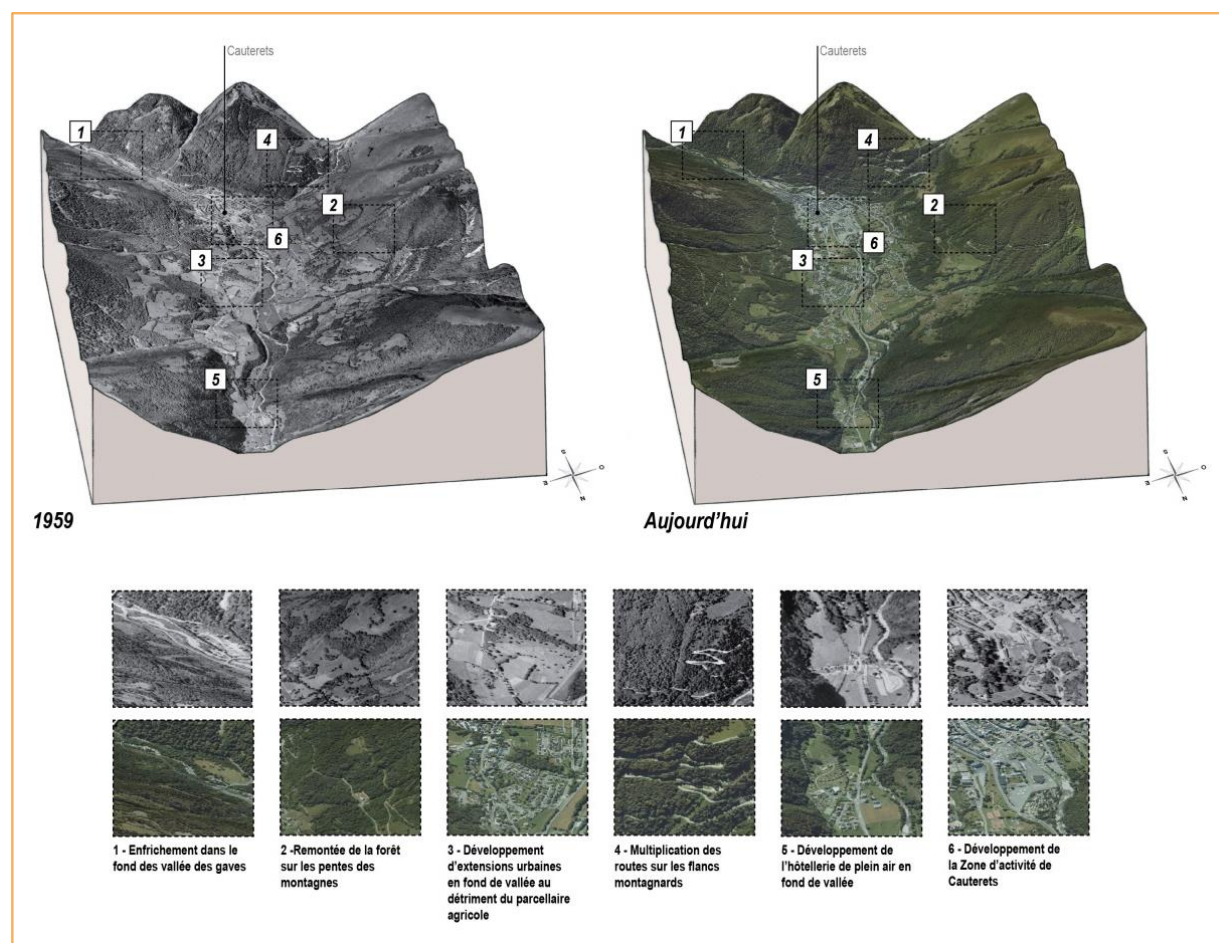 Cauterets
Cauterets
1
4
2
6
3
5
1
4
2
6
3
5
S
O
E
N
S
O
E
N
1959
Aujourd'hui
1 - Enfrichement dans le
fond des vallée des gaves
2 -Remontée de la forêt
sur les pentes des
montagnes
3 - Développement
d'extensions urbaines
en fond de vallée au
détriment du parcellaire
agricole
4 - Multiplication des
routes sur les flancs
montagnards
5 - Développement de
l'hôtellerie de plein air en
fond de vallée
6 - Développement de
la Zone d'activité de
Cauterets